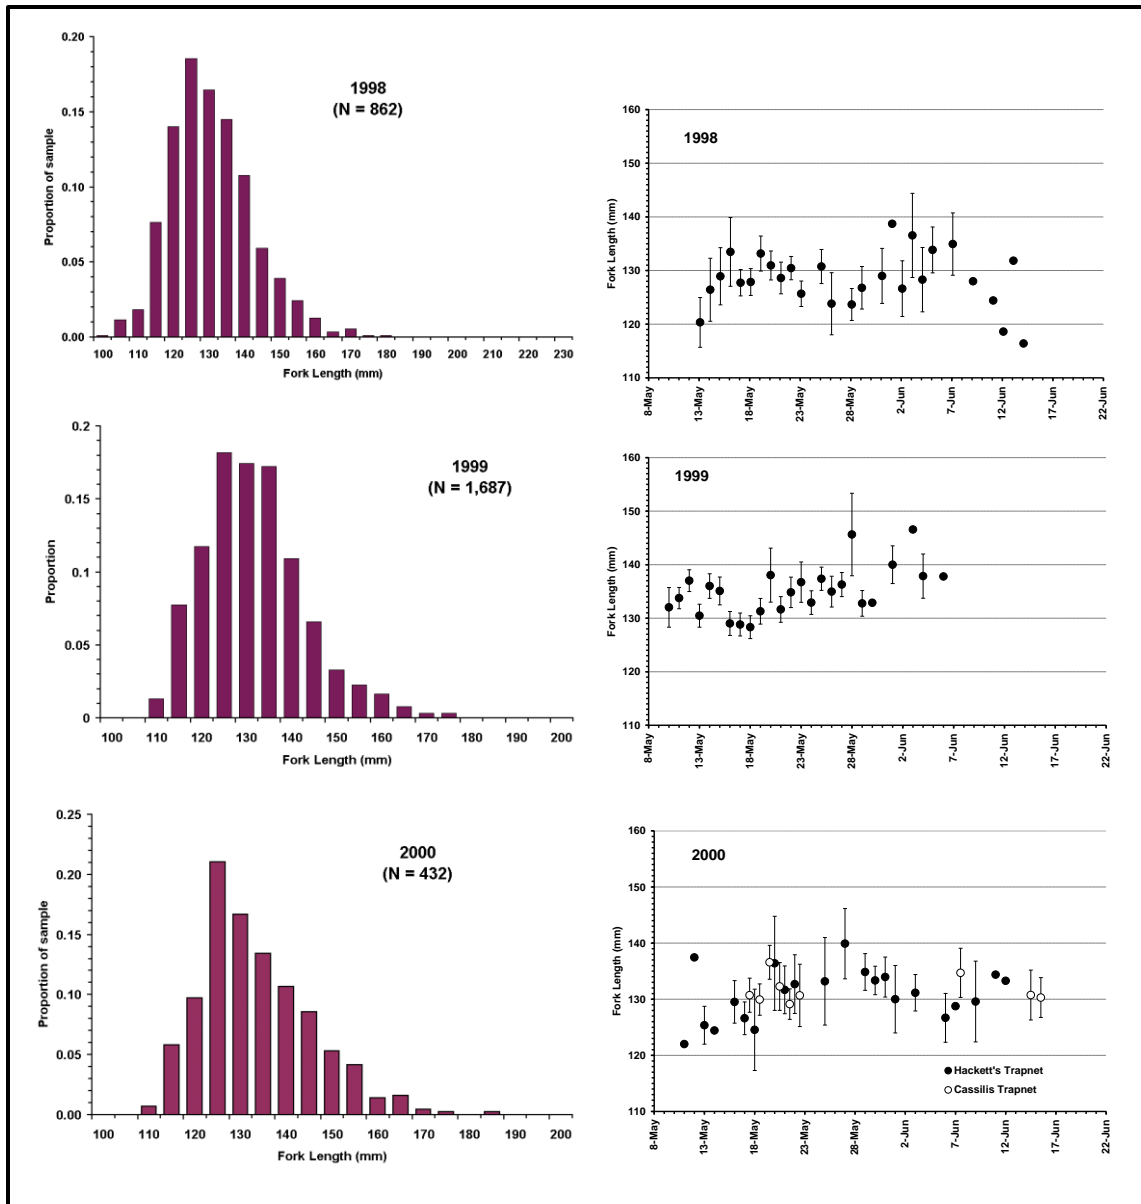 0.20
0.15
0.10
0.05
0.00
Proportion of sample
1998
(N = 862)
100 110 120 130 140 150 160 170 180 190 200 210 220 230
Fork Length (mm)
160
150
140
130
120
110
Fork Length (mm)
1998
8-May 13-May 18-May 23-May 28-May 2-Jun 7-Jun 12-Jun 17-Jun 22-Jun
0.2
0.15
0.1
0.05
0
Proportion
1999
(N = 1,687)
100 110 120 130 140 150 160 170 180 190 200
Fork Length (mm)
160
150
140
130
120
110
Fork Length (mm)
1999
8-May 13-May 18-May 23-May 28-May 2-Jun 7-Jun 12-Jun 17-Jun 22-Jun
0.25
0.20
0.15
0.10
0.05
0.00
Proportion of sample
2000
(N = 432)
100 110 120 130 140 150 160 170 180 190 200
Fork Length (mm)
160
150
140
130
120
110
Fork Length (mm)
2000
Hackett's Trapnet
Cassilis Trapnet
8-May 13-May 18-May 23-May 28-May 2-Jun 7-Jun 12-Jun 17-Jun 22-Jun